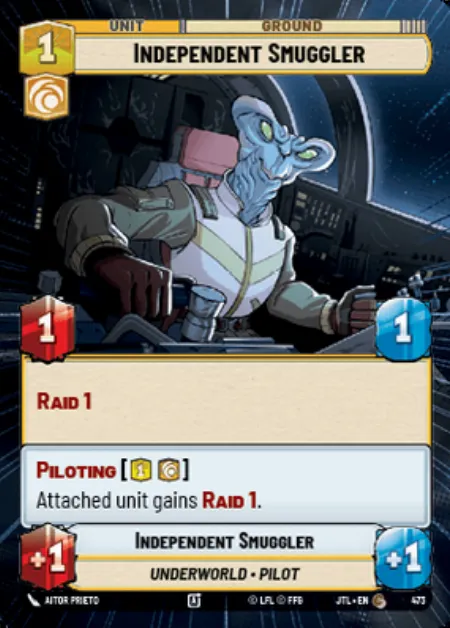 UNIT GROUND
1 INDEPENDENT SMUGGLER
1 1
RAID 1
PILOTING [1 ]
Attached unit gains RAID 1.
INDEPENDENT SMUGGLER
+1 +1
UNDERWORLD • PILOT
AITOR PRIETO A © LFL © FFG JTL • EN C 473